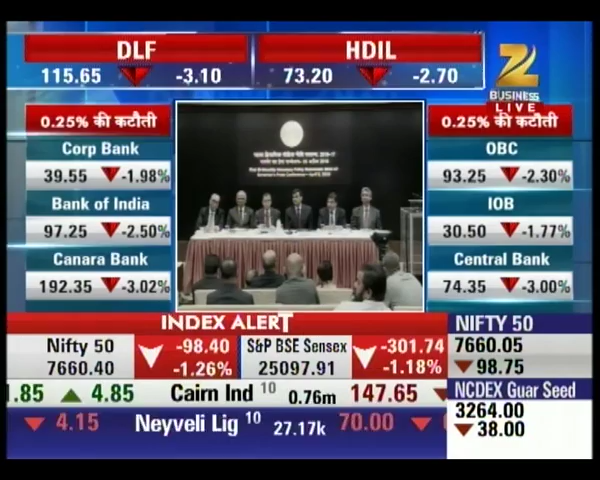 DLF
115.65 -3.10
HDIL
73.20 -2.70
Z
BUSINESS
LIVE
0.25% की कटौती
Corp Bank
39.55 -1.98%
Bank of India
97.25 -2.50%
Canara Bank
192.35 -3.02%
0.25% की कटौती
OBC
93.25 -2.30%
IOB
30.50 -1.77%
Central Bank
74.35 -3.00%
INDEX ALERT
Nifty 50
7660.40
-98.40
-1.26%
S&P BSE Sensex
25097.91
-301.74
-1.18%
NIFTY 50
7660.05
98.75
NCDEX Guar Seed
3264.00
38.00
1.85 4.85 Cairn Ind 10 0.76m 147.65
4.15 Neyveli Lig 10 27.17k 70.00